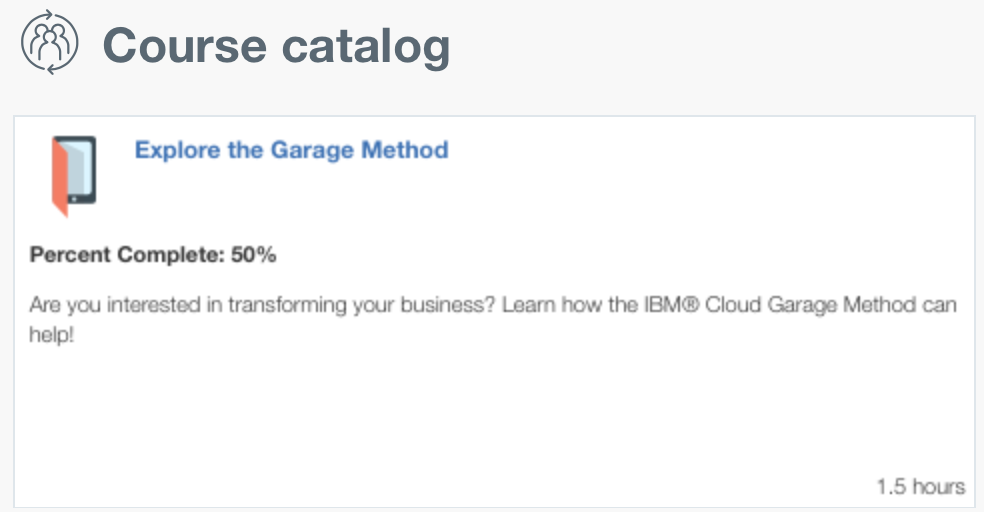 Course catalog
Explore the Garage Method
Percent Complete: 50%
Are you interested in transforming your business? Learn how the IBM® Cloud Garage Method can
help!
1.5 hours